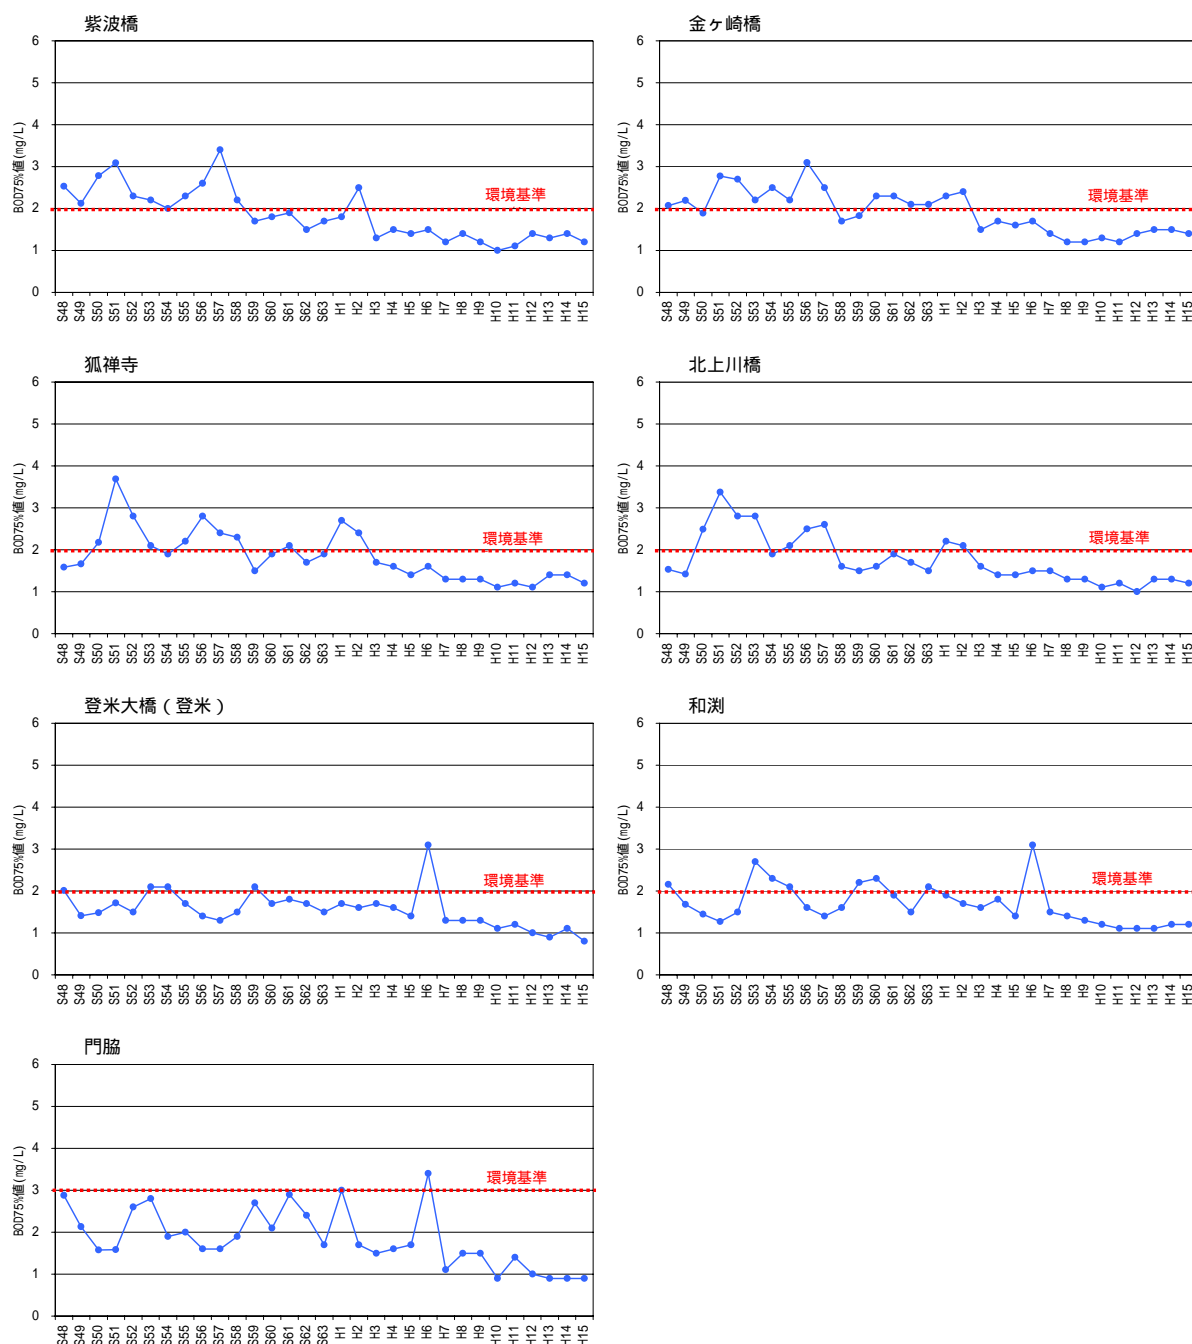 紫波橋
6
5
4
3
2
1
0
BOD75%値(mg/L)
環境基準
S48 S49 S50 S51 S52 S53 S54 S55 S56 S57 S58 S59 S60 S61 S62 S63 H1 H2 H3 H4 H5 H6 H7 H8 H9 H10 H11 H12 H13 H14 H15
金ヶ崎橋
6
5
4
3
2
1
0
BOD75%値(mg/L)
環境基準
S48 S49 S50 S51 S52 S53 S54 S55 S56 S57 S58 S59 S60 S61 S62 S63 H1 H2 H3 H4 H5 H6 H7 H8 H9 H10 H11 H12 H13 H14 H15
狐禅寺
6
5
4
3
2
1
0
BOD75%値(mg/L)
環境基準
S48 S49 S50 S51 S52 S53 S54 S55 S56 S57 S58 S59 S60 S61 S62 S63 H1 H2 H3 H4 H5 H6 H7 H8 H9 H10 H11 H12 H13 H14 H15
北上川橋
6
5
4
3
2
1
0
BOD75%値(mg/L)
環境基準
S48 S49 S50 S51 S52 S53 S54 S55 S56 S57 S58 S59 S60 S61 S62 S63 H1 H2 H3 H4 H5 H6 H7 H8 H9 H10 H11 H12 H13 H14 H15
登米大橋(登米)
6
5
4
3
2
1
0
BOD75%値(mg/L)
環境基準
S48 S49 S50 S51 S52 S53 S54 S55 S56 S57 S58 S59 S60 S61 S62 S63 H1 H2 H3 H4 H5 H6 H7 H8 H9 H10 H11 H12 H13 H14 H15
和渕
6
5
4
3
2
1
0
BOD75%値(mg/L)
環境基準
S48 S49 S50 S51 S52 S53 S54 S55 S56 S57 S58 S59 S60 S61 S62 S63 H1 H2 H3 H4 H5 H6 H7 H8 H9 H10 H11 H12 H13 H14 H15
門脇
6
5
4
3
2
1
0
BOD75%値(mg/L)
環境基準
S48 S49 S50 S51 S52 S53 S54 S55 S56 S57 S58 S59 S60 S61 S62 S63 H1 H2 H3 H4 H5 H6 H7 H8 H9 H10 H11 H12 H13 H14 H15